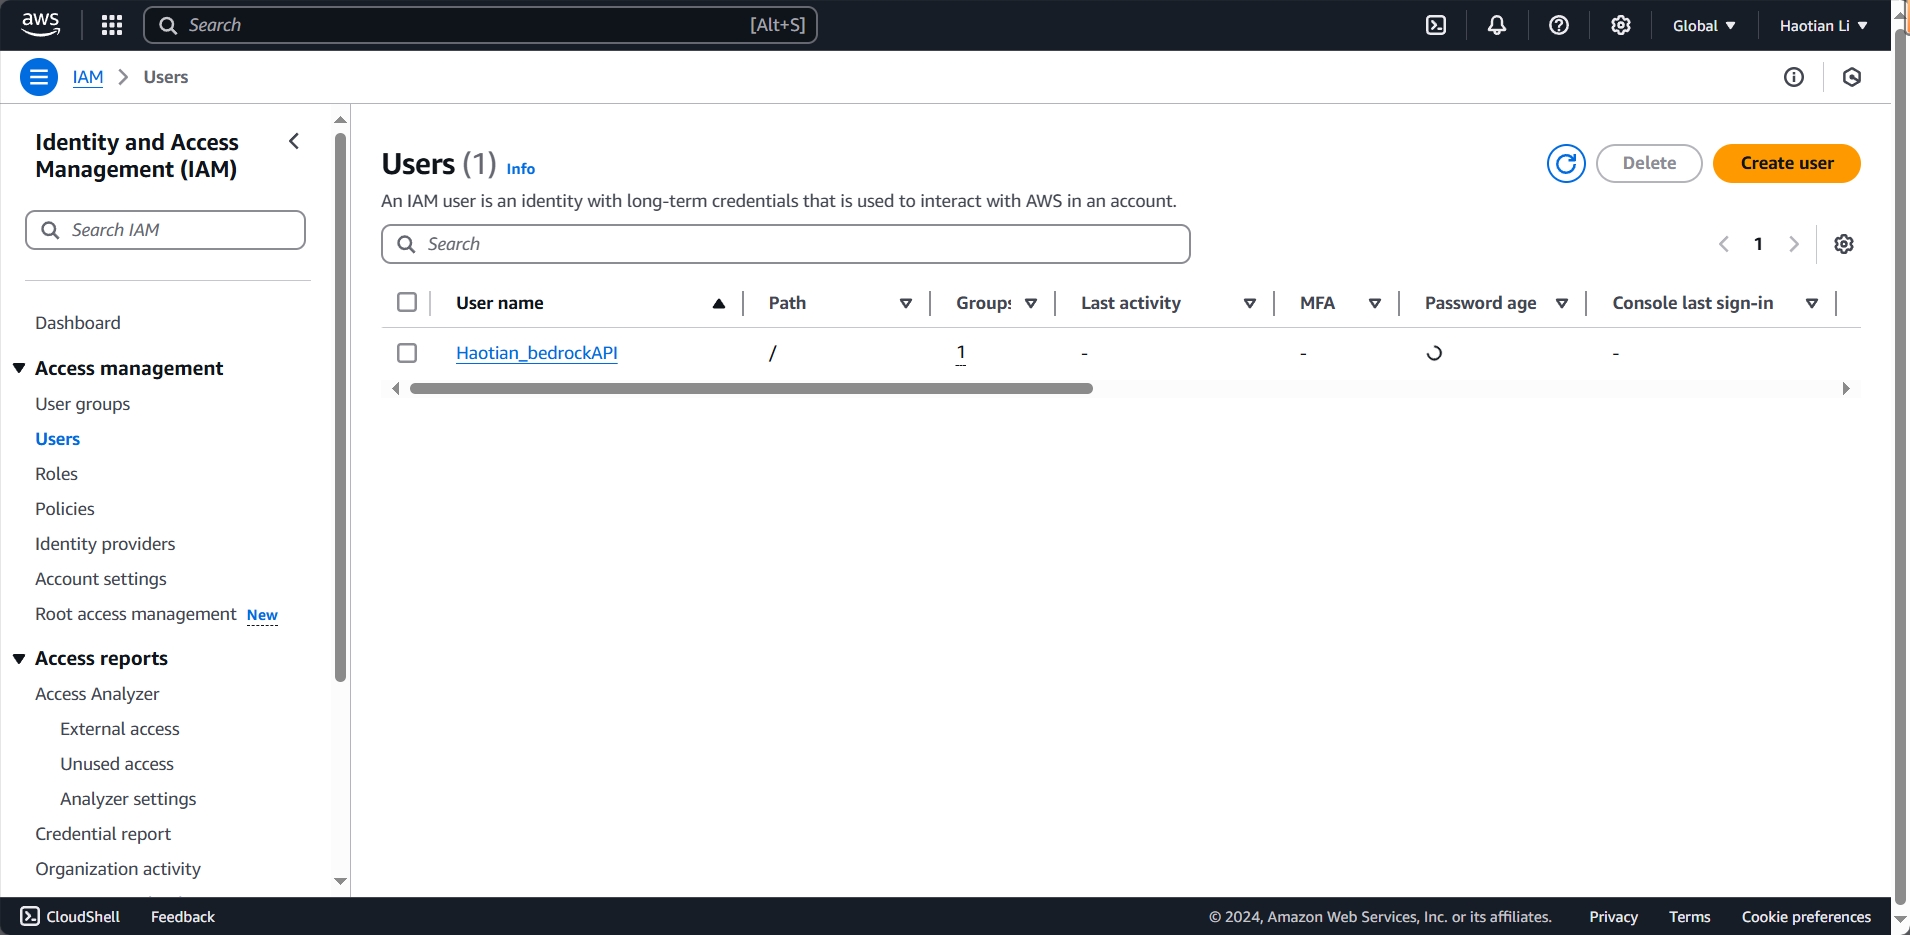 aws
Search [Alt+S]
Global
Haotian Li
IAM > Users
Identity and Access
Management (IAM)
Search IAM
Dashboard
Access management
User groups
Users
Roles
Policies
Identity providers
Account settings
Root access management New
Access reports
Access Analyzer
External access
Unused access
Analyzer settings
Credential report
Organization activity
Users (1) Info
Delete
Create user
An IAM user is an identity with long-term credentials that is used to interact with AWS in an account.
Search
1
User name Path Groups Last activity MFA Password age Console last sign-in
Haotian_bedrockAPI / 1 - - -
CloudShell Feedback © 2024, Amazon Web Services, Inc. or its affiliates. Privacy Terms Cookie preferences